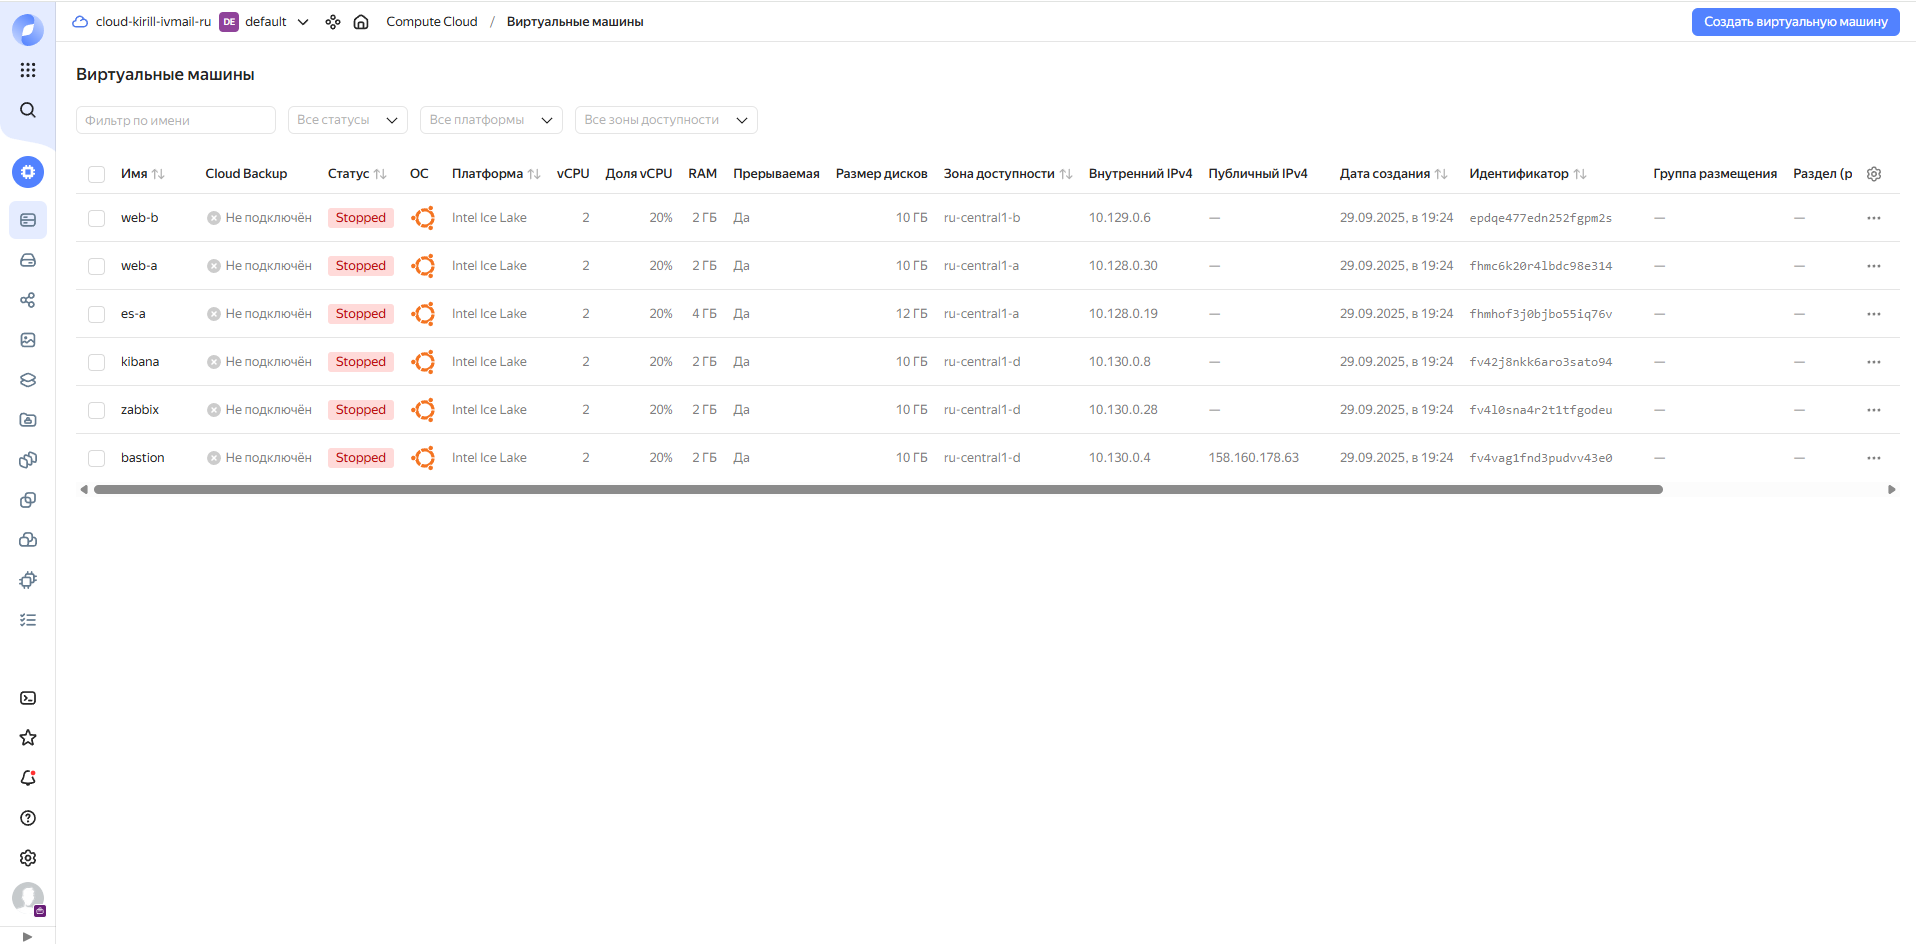 cloud-kirill-ivmail-ru DE default Compute Cloud / Виртуальные машины Создать виртуальную машину
Виртуальные машины
Фильтр по имени Все статусы Все платформы Все зоны доступности
Имя Cloud Backup Статус ОС Платформа vCPU Доля vCPU RAM Прерываемая Размер дисков Зона доступности Внутренний IPv4 Публичный IPv4 Дата создания Идентификатор Группа размещения Раздел (р
web-b Не подключён Stopped Intel Ice Lake 2 20% 2 ГБ Да 10 ГБ ru-central1-b 10.129.0.6 — 29.09.2025, в 19:24 epdqe477edn252fgpm2s — —
web-a Не подключён Stopped Intel Ice Lake 2 20% 2 ГБ Да 10 ГБ ru-central1-a 10.128.0.30 — 29.09.2025, в 19:24 fhmc6k20r4lbdc98e314 — —
es-a Не подключён Stopped Intel Ice Lake 2 20% 4 ГБ Да 12 ГБ ru-central1-a 10.128.0.19 — 29.09.2025, в 19:24 fhmhof3j0bjbo55iq76v — —
kibana Не подключён Stopped Intel Ice Lake 2 20% 2 ГБ Да 10 ГБ ru-central1-d 10.130.0.8 — 29.09.2025, в 19:24 fv42j8nkk6aro3sato94 — —
zabbix Не подключён Stopped Intel Ice Lake 2 20% 2 ГБ Да 10 ГБ ru-central1-d 10.130.0.28 — 29.09.2025, в 19:24 fv4l0sna4r2t1tfgodeu — —
bastion Не подключён Stopped Intel Ice Lake 2 20% 2 ГБ Да 10 ГБ ru-central1-d 10.130.0.4 158.160.178.63 29.09.2025, в 19:24 fv4vag1fnd3pudvv43e0 — —